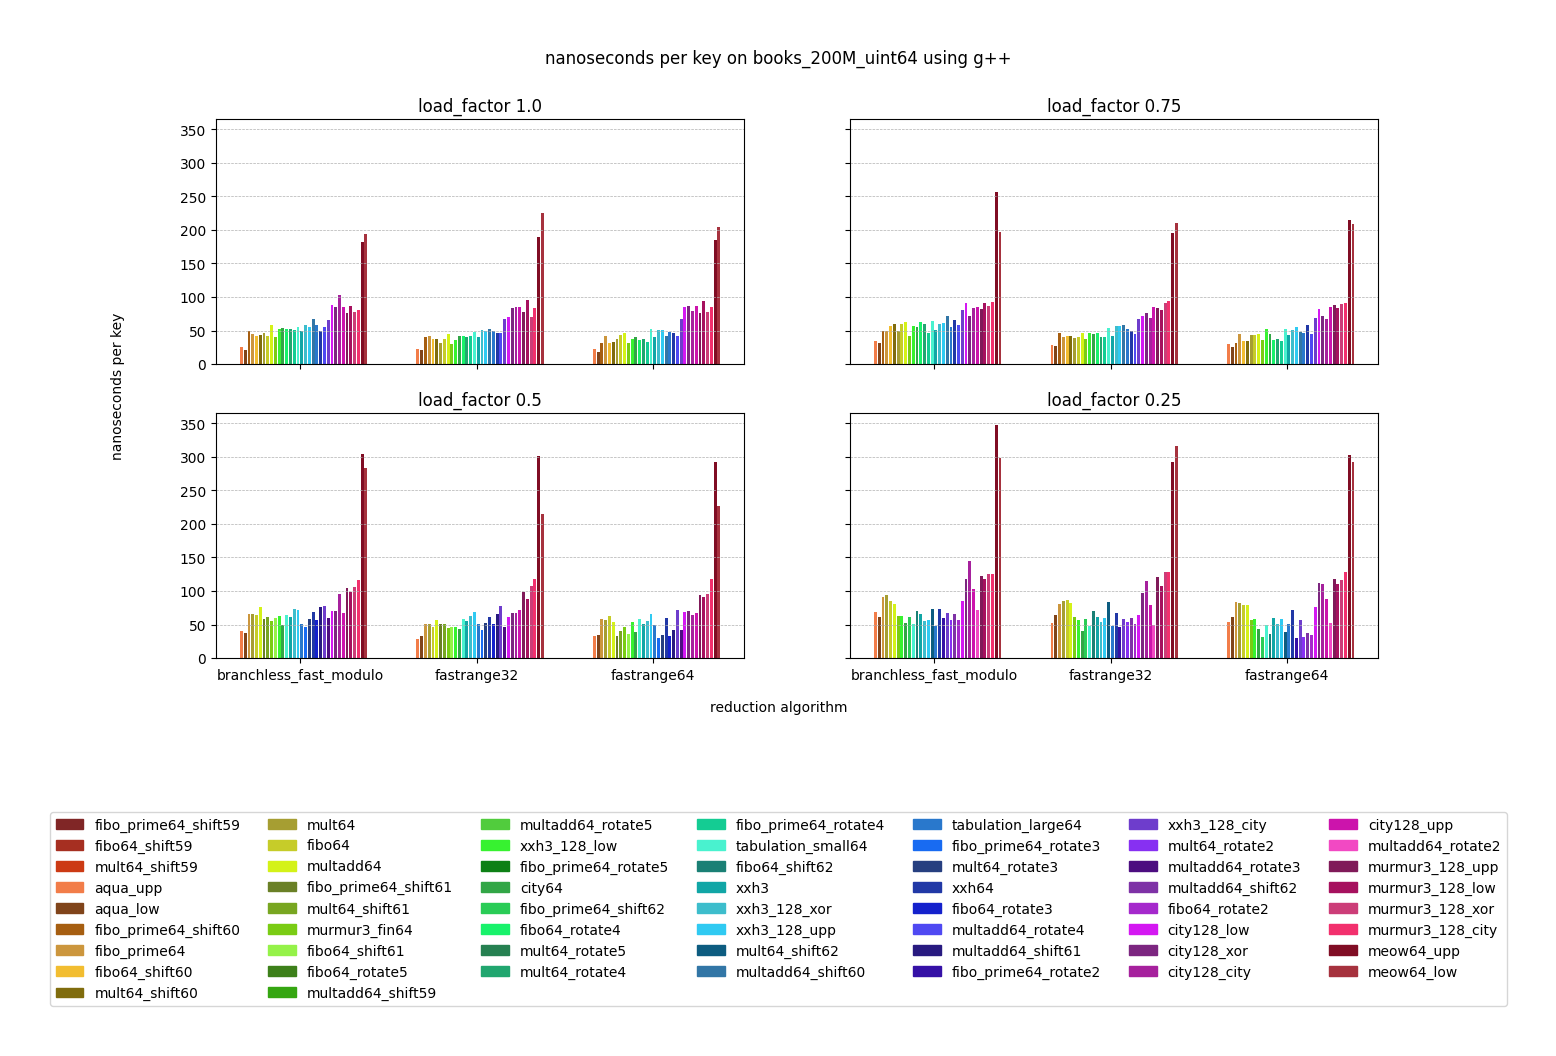 nanoseconds per key on books_200M_uint64 using g++
load_factor 1.0
load_factor 0.75
350
300
250
200
150
100
50
0
load_factor 0.5
load_factor 0.25
350
300
250
200
150
100
50
0
nanoseconds per key
branchless_fast_modulo fastrange32 fastrange64
branchless_fast_modulo fastrange32 fastrange64
reduction algorithm
fibo_prime64_shift59
fibo64_shift59
mult64_shift59
aqua_upp
aqua_low
fibo_prime64_shift60
fibo_prime64
fibo64_shift60
mult64_shift60
mult64
fibo64
multadd64
fibo_prime64_shift61
mult64_shift61
murmur3_fin64
fibo64_shift61
fibo64_rotate5
multadd64_shift59
multadd64_rotate5
xxh3_128_low
fibo_prime64_rotate5
city64
fibo_prime64_shift62
fibo64_rotate4
mult64_rotate5
mult64_rotate4
fibo_prime64_rotate4
tabulation_small64
fibo64_shift62
xxh3
xxh3_128_xor
xxh3_128_upp
mult64_shift62
multadd64_shift60
tabulation_large64
fibo_prime64_rotate3
mult64_rotate3
xxh64
fibo64_rotate3
multadd64_rotate4
multadd64_shift61
fibo_prime64_rotate2
xxh3_128_city
mult64_rotate2
multadd64_rotate3
multadd64_shift62
fibo64_rotate2
city128_low
city128_xor
city128_city
city128_upp
multadd64_rotate2
murmur3_128_upp
murmur3_128_low
murmur3_128_xor
murmur3_128_city
meow64_upp
meow64_low